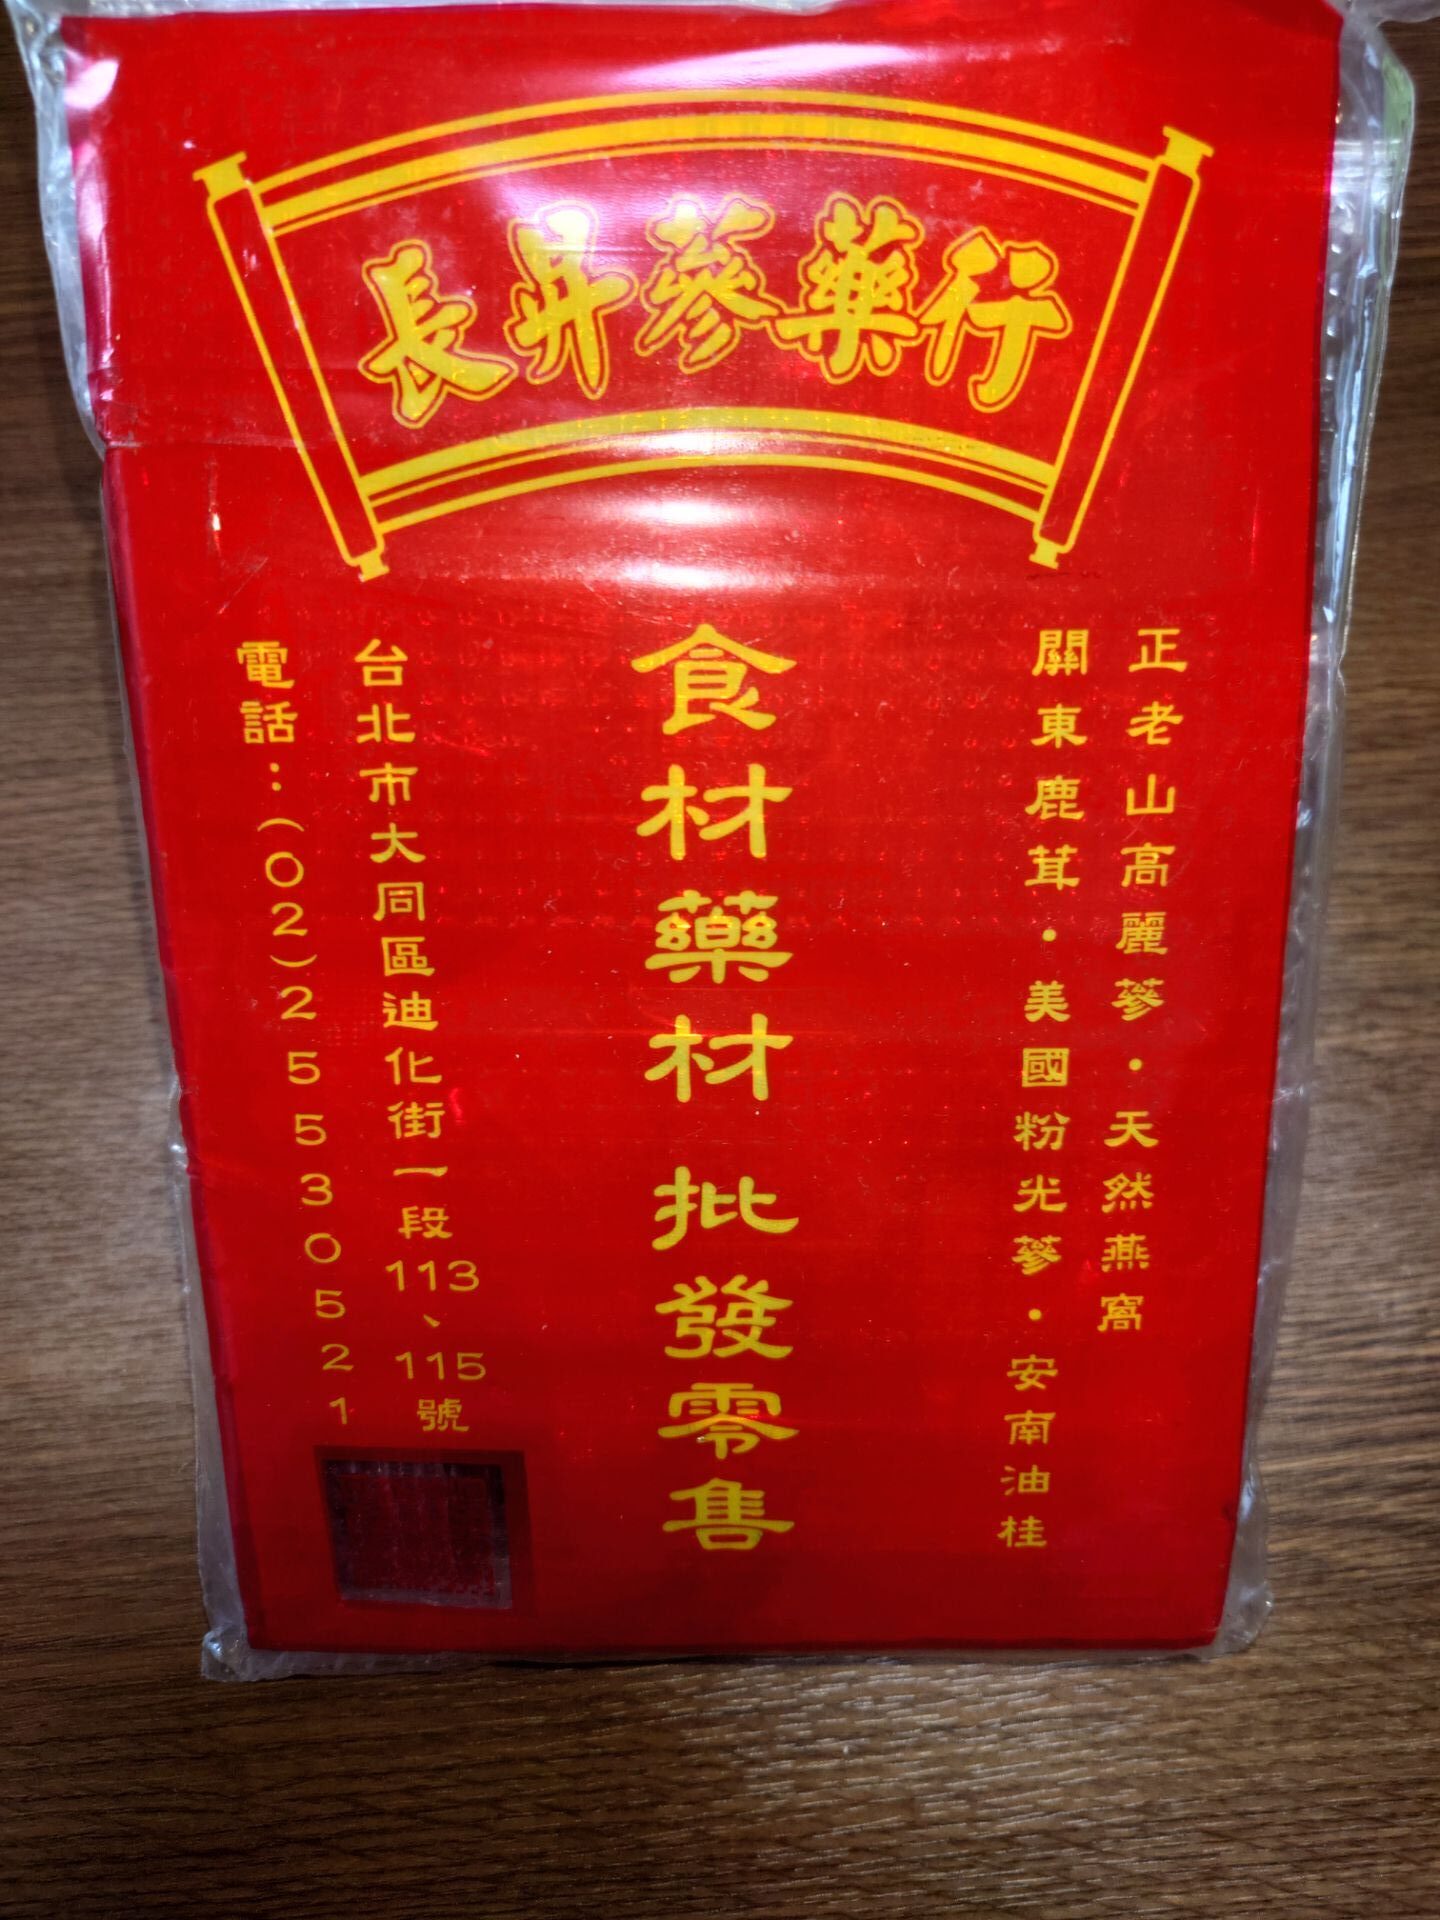 長昇蔘藥行
正老山高麗蔘・天然燕窩
關東鹿茸・美國粉光蔘・安南油桂
食材藥材批發零售
台北市大同區迪化街一段113、115號
電話：(02)25530521